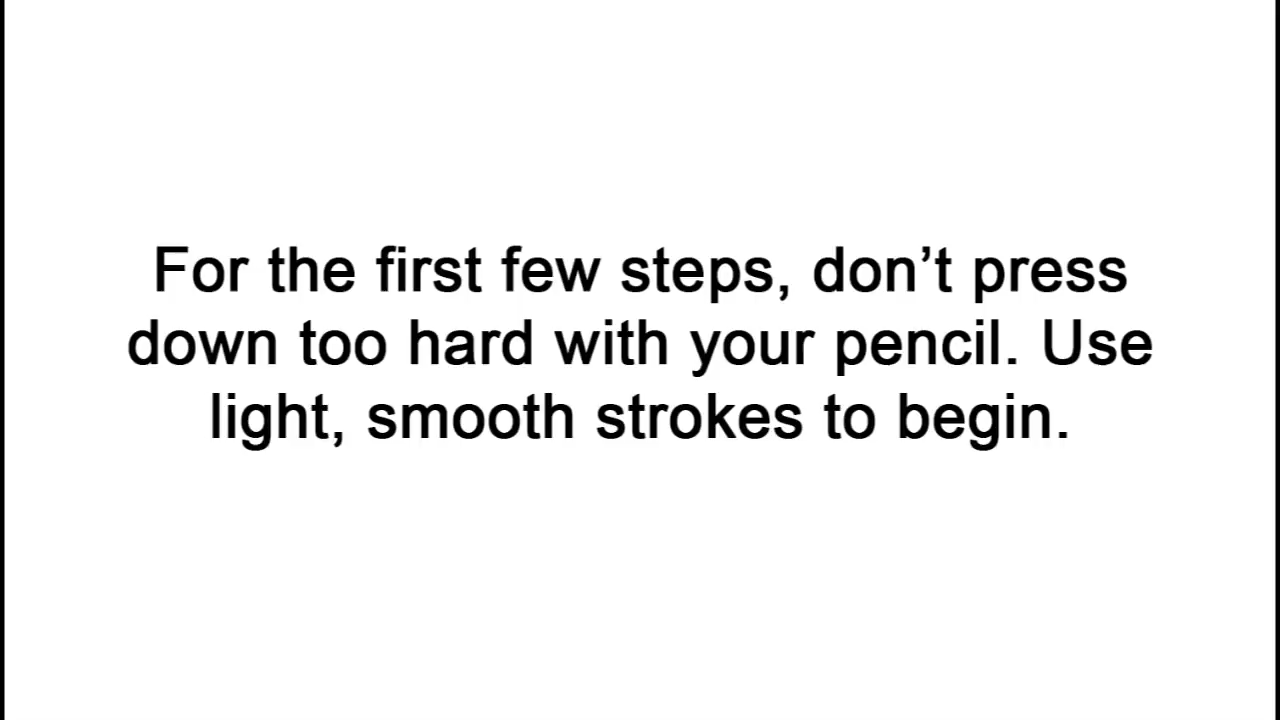 For the first few steps, don’t press
down too hard with your pencil. Use
light, smooth strokes to begin.